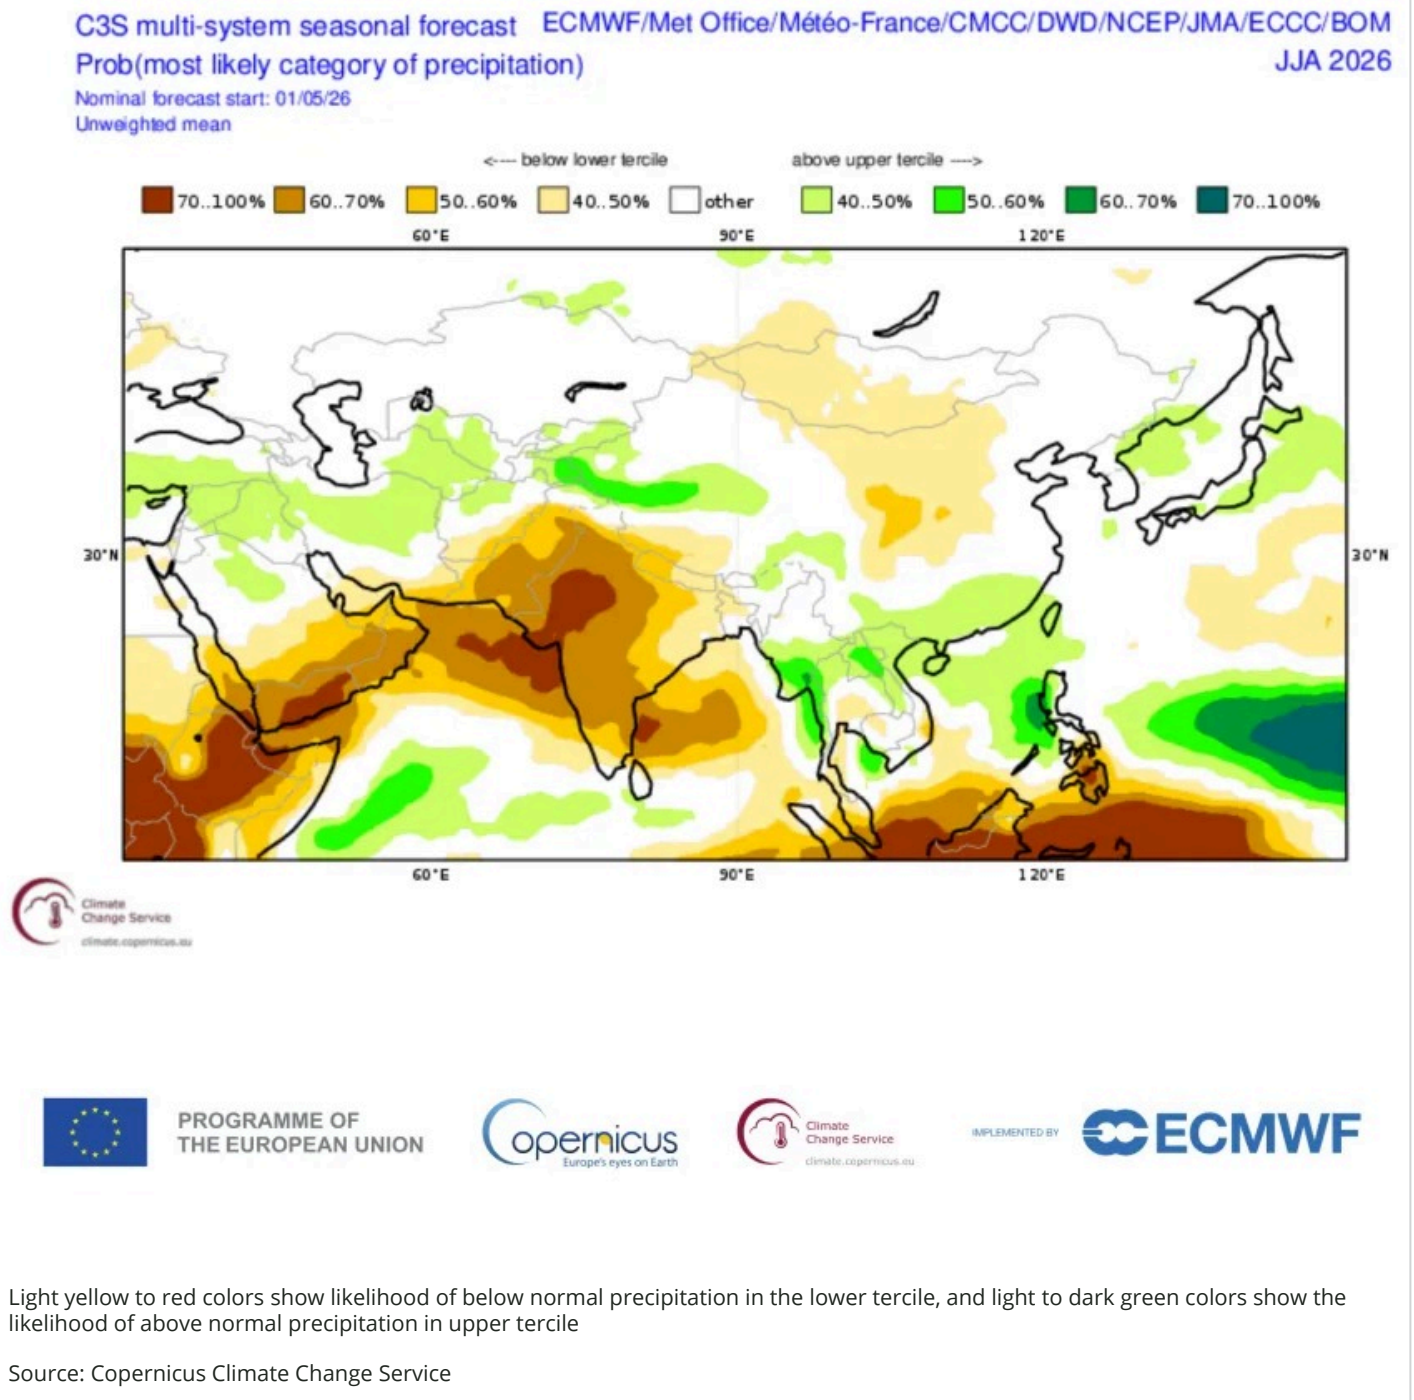 C3S multi-system seasonal forecast ECMWF/Met Office/Météo-France/CMCC/DWD/NCEP/JMA/ECCC/BOM
Prob(most likely category of precipitation) JJA 2026
Nominal forecast start: 01/05/26
Unweighted mean
<---- below lower tercile above upper tercile ---->
70..100% 60..70% 50..60% 40..50% other 40..50% 50..60% 60..70% 70..100%
60°E 90°E 120°E
30°N 30°N
60°E 90°E 120°E
Climate
Change Service
climate.copernicus.eu
PROGRAMME OF
THE EUROPEAN UNION
opernicus
Europe's eyes on Earth
Climate
Change Service
climate.copernicus.eu
IMPLEMENTED BY
ECMWF
Light yellow to red colors show likelihood of below normal precipitation in the lower tercile, and light to dark green colors show the
likelihood of above normal precipitation in upper tercile
Source: Copernicus Climate Change Service